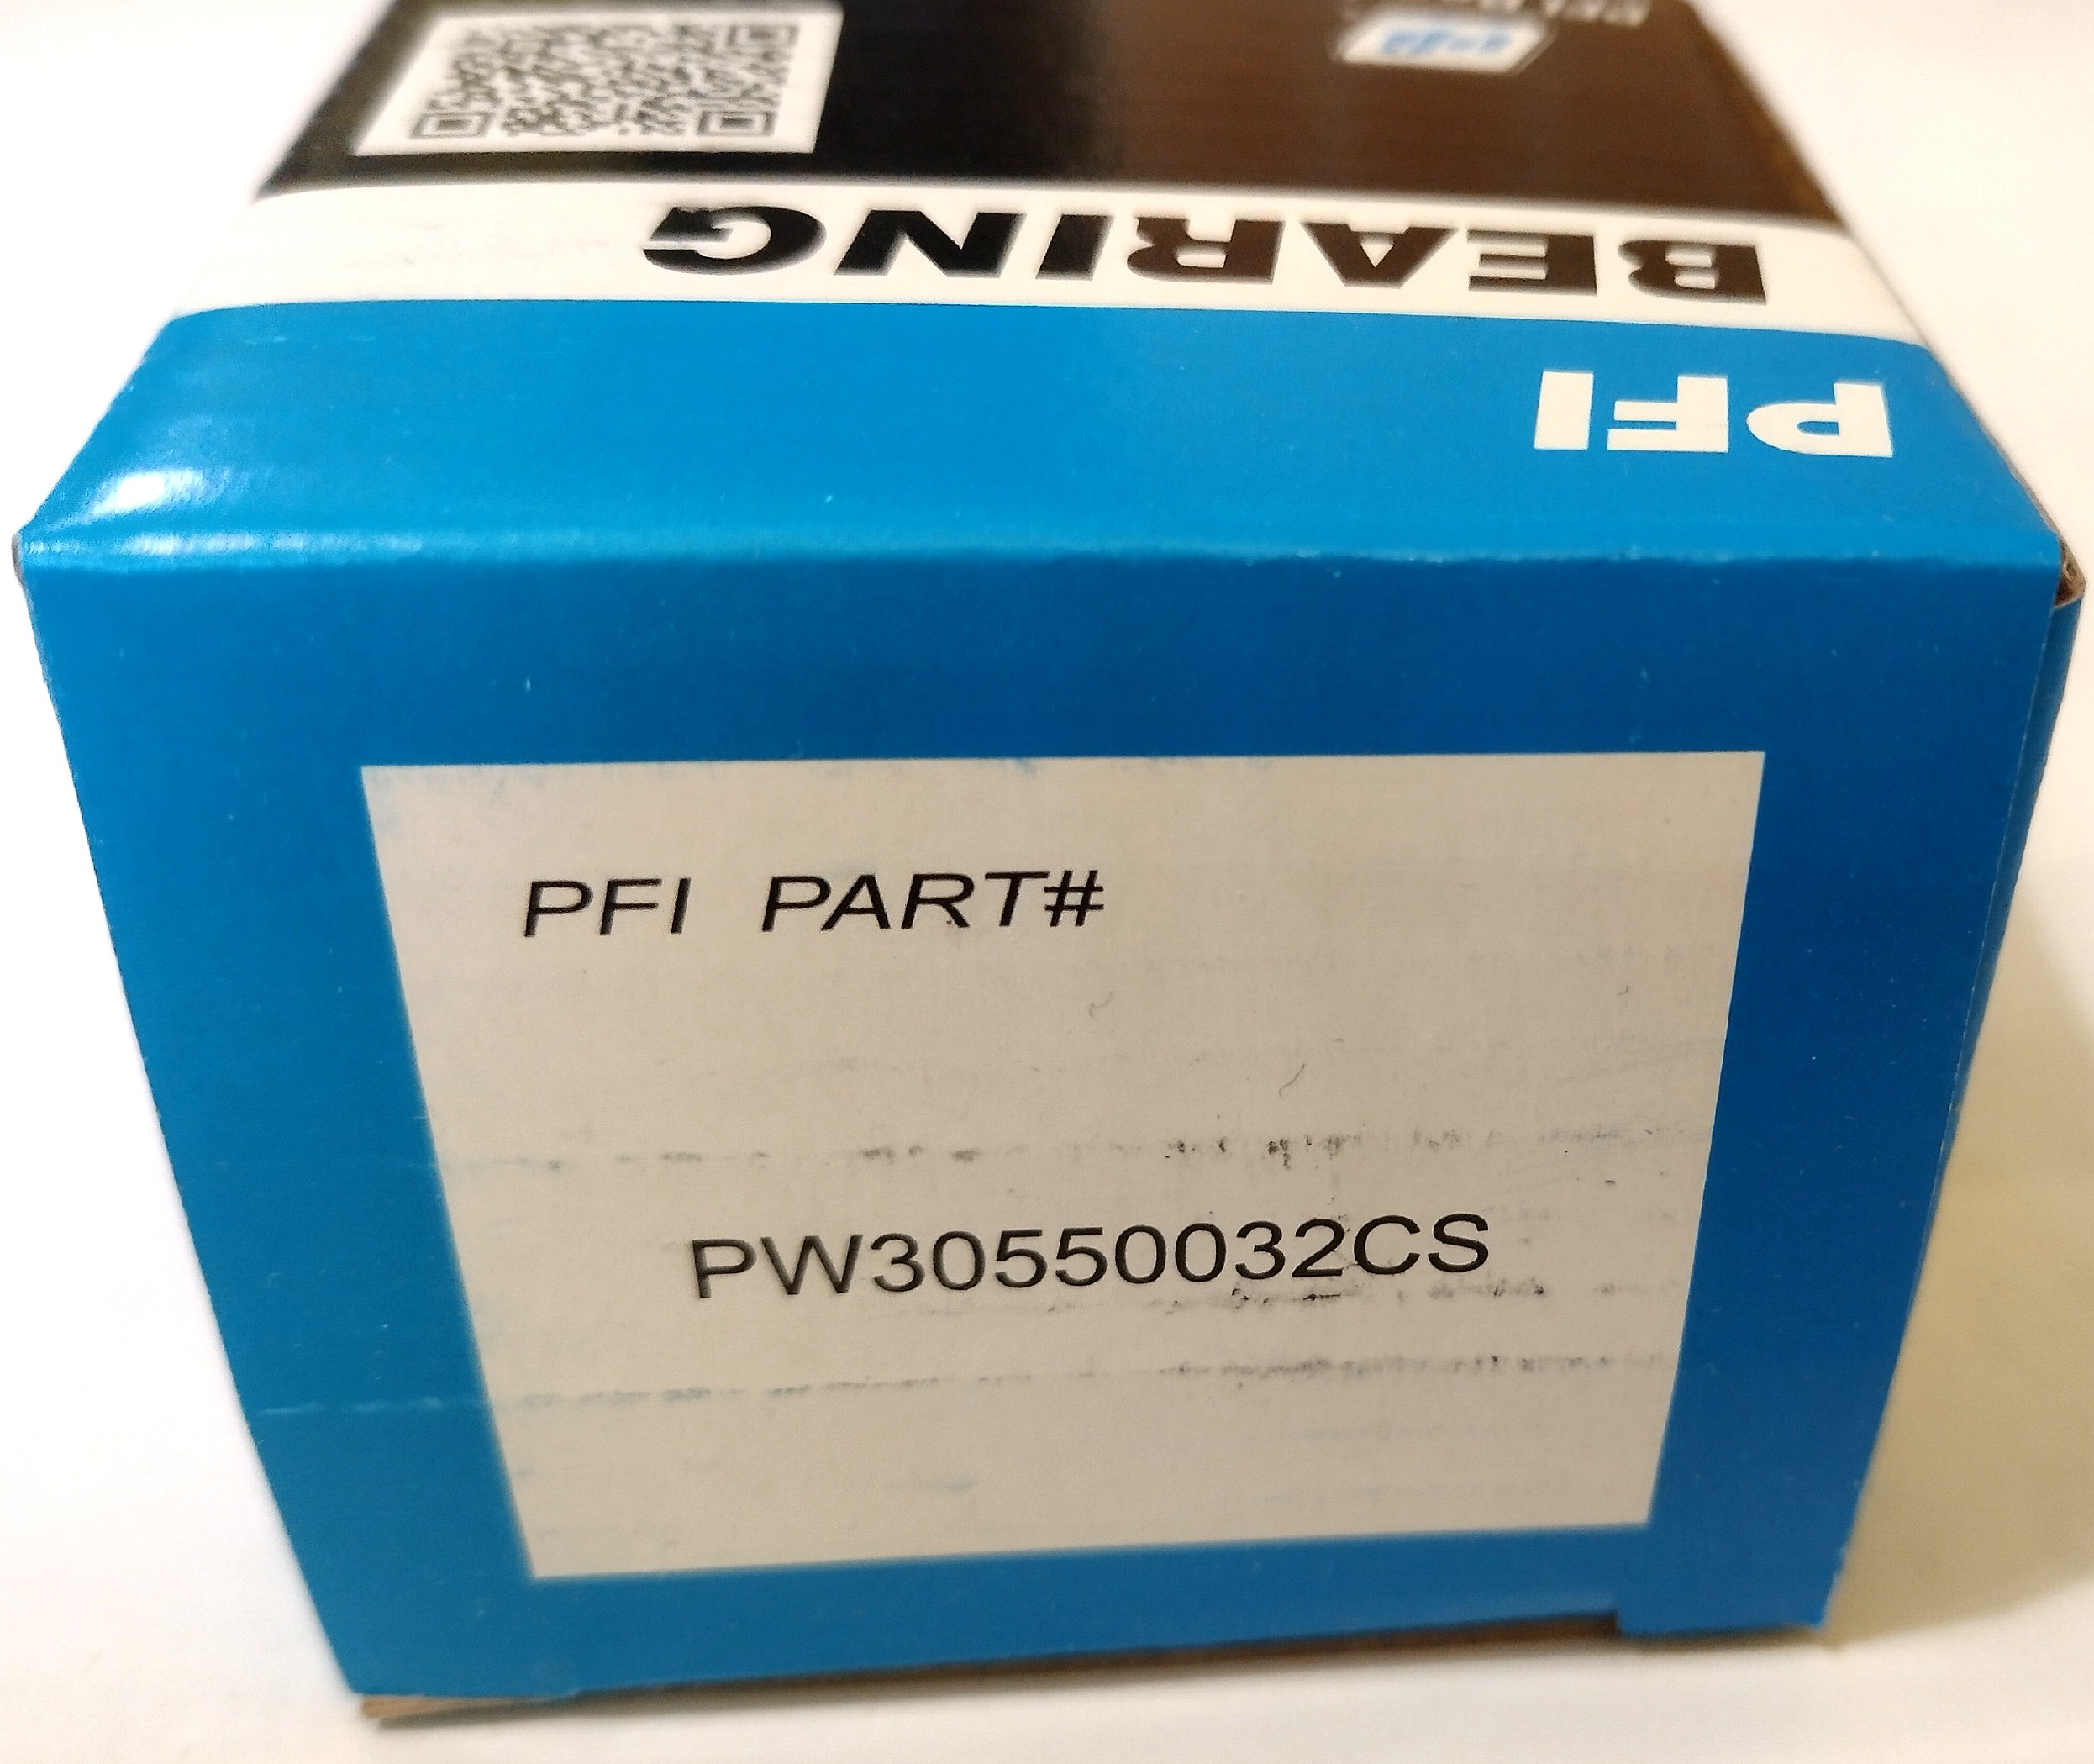 BEARING
PFI
PFI PART#
PW30550032CS